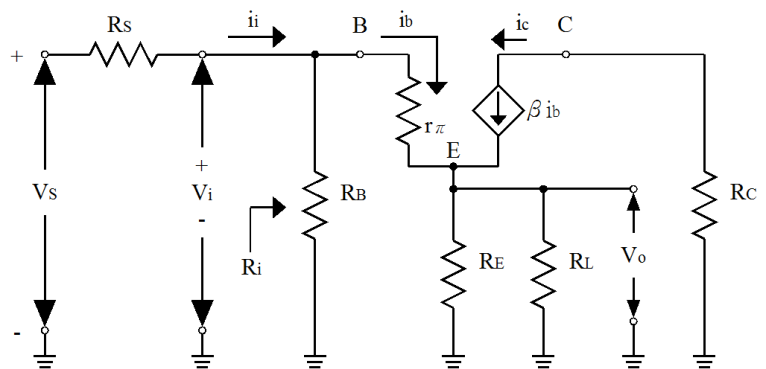 RS
ii
B
ib
ic
C
+
βib
rπ
E
+
VS
Vi
RB
RC
-
Ri
RE
RL
Vo
-